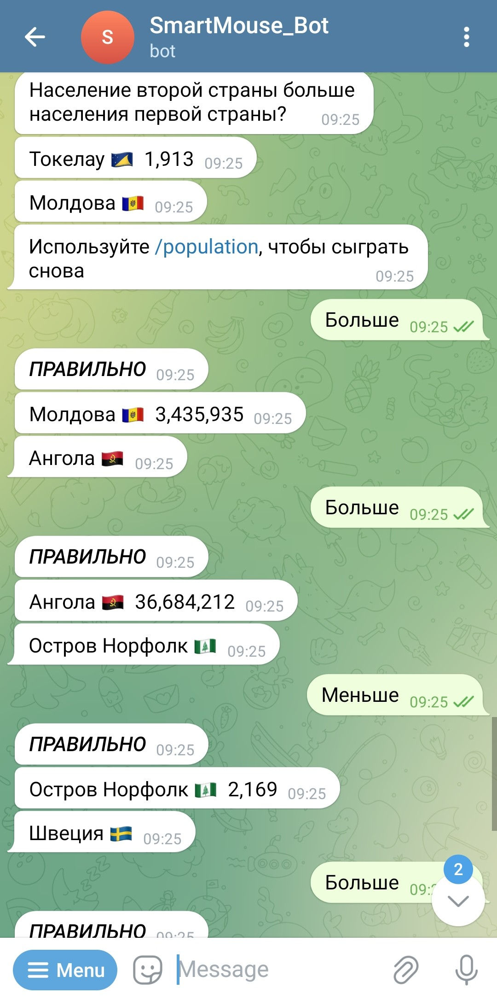 S
SmartMouse_Bot
bot
Население второй страны больше
населения первой страны? 09:25
Токелау 1,913 09:25
Молдова 09:25
Используйте /population, чтобы сыграть
снова 09:25
Больше 09:25
ПРАВИЛЬНО 09:25
Молдова 3,435,935 09:25
Ангола 09:25
Больше 09:25
ПРАВИЛЬНО 09:25
Ангола 36,684,212 09:25
Остров Норфолк 09:25
Меньше 09:25
ПРАВИЛЬНО 09:25
Остров Норфолк 2,169 09:25
Швеция 09:25
2
Больше
ПРАВИЛЬНО 09:25
Menu
Message